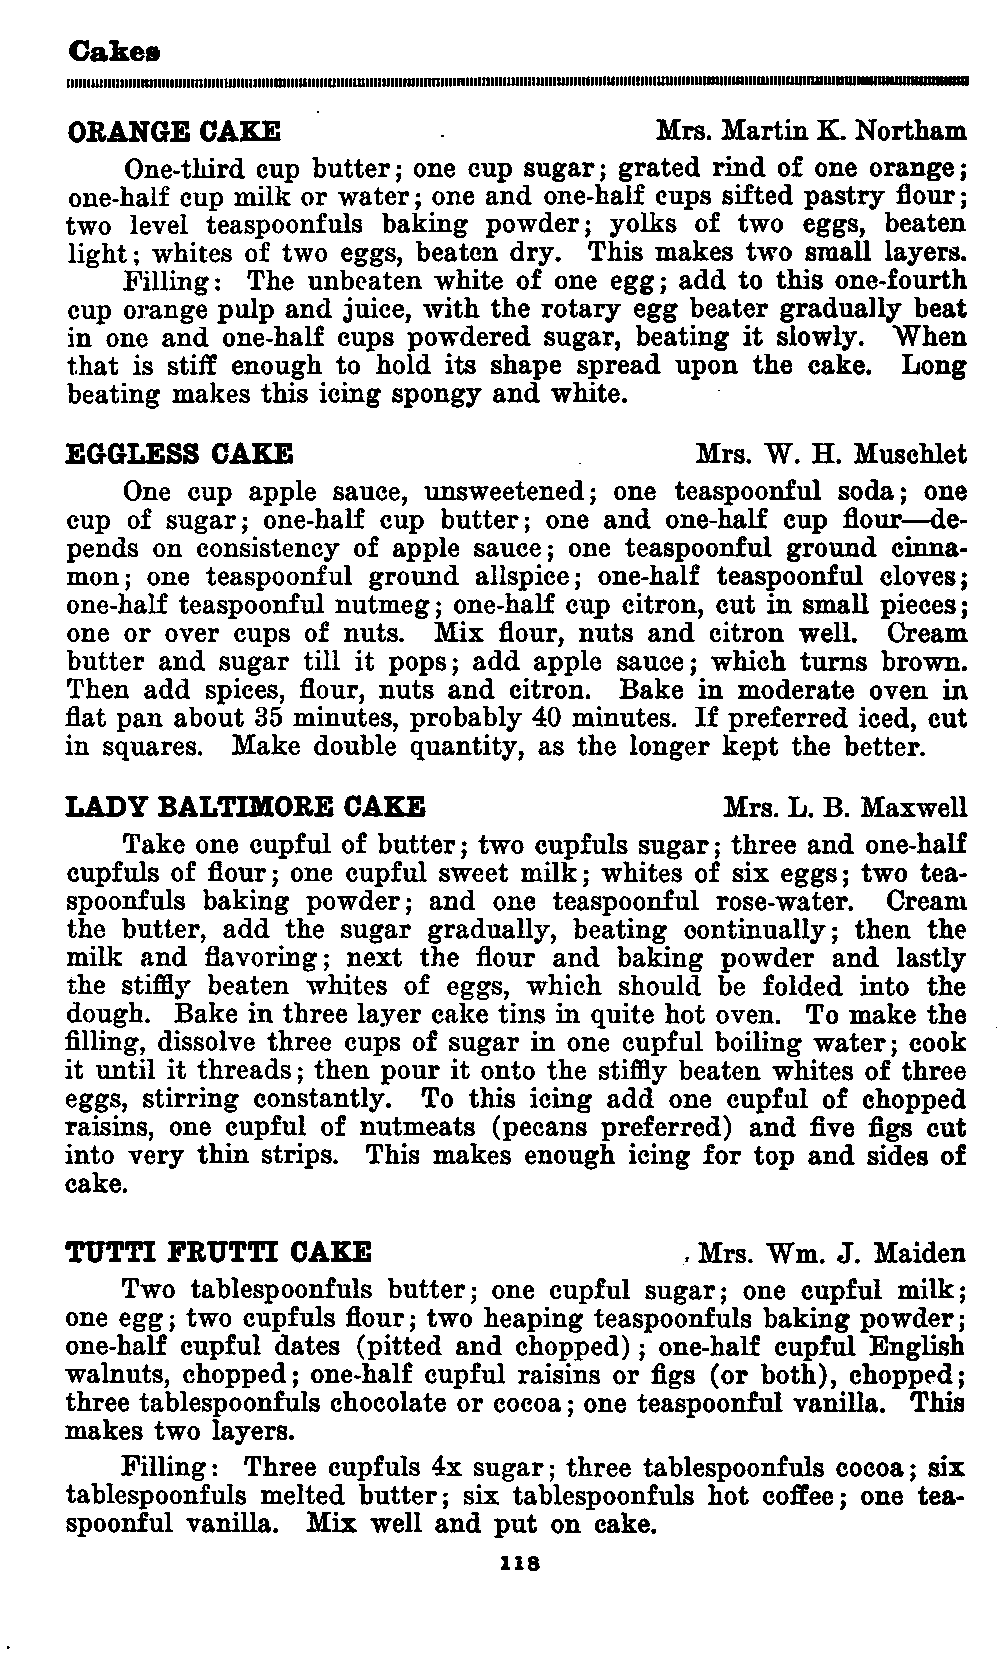 Cakes
ORANGE CAKE Mrs. Martin K. Northam
One-third cup butter; one cup sugar; grated rind of one orange;
one-half cup milk or water; one and one-half cups sifted pastry flour;
two level teaspoonfuls baking powder; yolks of two eggs, beaten
light; whites of two eggs, beaten dry. This makes two small layers.
Filling: The unbeaten white of one egg; add to this one-fourth
cup orange pulp and juice, with the rotary egg beater gradually beat
in one and one-half cups powdered sugar, beating it slowly. When
that is stiff enough to hold its shape spread upon the cake. Long
beating makes this icing spongy and white.
EGGLESS CAKE Mrs. W. H. Muschlet
One cup apple sauce, unsweetened; one teaspoonful soda; one
cup of sugar; one-half cup butter; one and one-half cup flour—de-
pends on consistency of apple sauce; one teaspoonful ground cinna-
mon; one teaspoonful ground allspice; one-half teaspoonful cloves;
one-half teaspoonful nutmeg; one-half cup citron, cut in small pieces;
one or over cups of nuts. Mix flour, nuts and citron well. Cream
butter and sugar till it pops; add apple sauce; which turns brown.
Then add spices, flour, nuts and citron. Bake in moderate oven in
flat pan about 35 minutes, probably 40 minutes. If preferred iced, cut
in squares. Make double quantity, as the longer kept the better.
LADY BALTIMORE CAKE Mrs. L. B. Maxwell
Take one cupful of butter; two cupfuls sugar; three and one-half
cupfuls of flour; one cupful sweet milk; whites of six eggs; two tea-
spoonfuls baking powder; and one teaspoonful rose-water. Cream
the butter, add the sugar gradually, beating continually; then the
milk and flavoring; next the flour and baking powder and lastly
the stiffly beaten whites of eggs, which should be folded into the
dough. Bake in three layer cake tins in quite hot oven. To make the
filling, dissolve three cups of sugar in one cupful boiling water; cook
it until it threads; then pour it onto the stiffly beaten whites of three
eggs, stirring constantly. To this icing add one cupful of chopped
raisins, one cupful of nutmeats (pecans preferred) and five figs cut
into very thin strips. This makes enough icing for top and sides of
cake.
TUTTI FRUTTI CAKE Mrs. Wm. J. Maiden
Two tablespoonfuls butter; one cupful sugar; one cupful milk;
one egg; two cupfuls flour; two heaping teaspoonfuls baking powder;
one-half cupful dates (pitted and chopped); one-half cupful English
walnuts, chopped; one-half cupful raisins or figs (or both), chopped;
three tablespoonfuls chocolate or cocoa; one teaspoonful vanilla. This
makes two layers.
Filling: Three cupfuls 4x sugar; three tablespoonfuls cocoa; six
tablespoonfuls melted butter; six tablespoonfuls hot coffee; one tea-
spoonful vanilla. Mix well and put on cake.
118